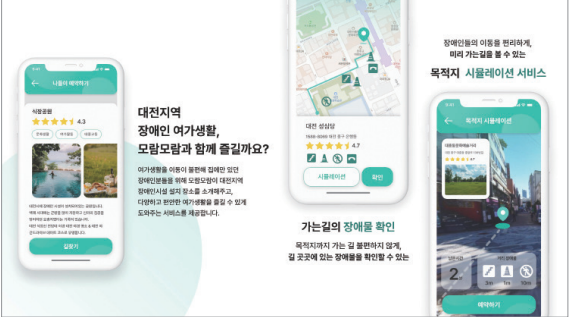 나들이 예약하기
식장공원
4.3
대전지역
장애인 여가생활,
모람모람과 함께 즐길까요?
여가생활을 이동이 불편해 집에만 있던
장애인분들을 위해 모람모람이 대전지역
장애인시설 설치 장소를 소개해주고,
다양하고 편안한 여가생활을 즐길 수 있게
도와주는 서비스를 제공합니다.
길찾기
대전 성심당
4.7
시뮬레이션
확인
가는길의 장애물 확인
목적지까지 가는 길 불편하지 않게,
길 곳곳에 있는 장애물을 확인할 수 있는
장애인들의 이동을 편리하게,
미리 가는길을 볼 수 있는
목적지 시뮬레이션 서비스
9:41
목적지 시뮬레이션
4.7
2
3m
1m
10m
예약하기